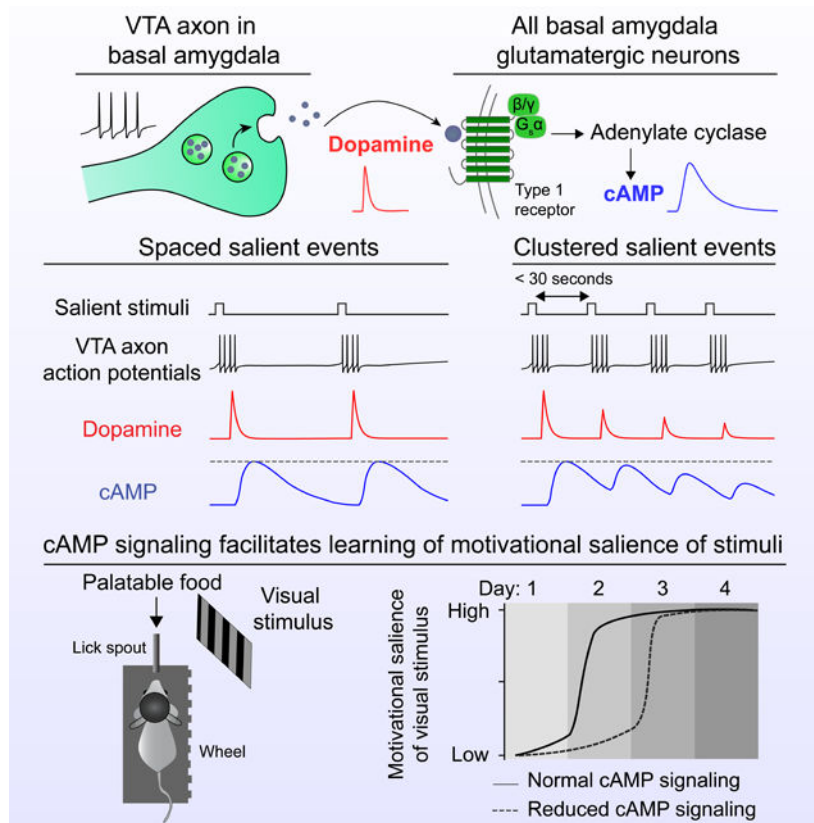 VTA axon in
basal amygdala
All basal amygdala
glutamatergic neurons
β/γ
Gsα
Dopamine
Adenylate cyclase
Type 1
receptor
cAMP
Spaced salient events
Clustered salient events
< 30 seconds
Salient stimuli
VTA axon
action potentials
Dopamine
cAMP
cAMP signaling facilitates learning of motivational salience of stimuli
Palatable food
Visual
stimulus
Lick spout
Wheel
Day: 1 2 3 4
High
Motivational salience
of visual stimulus
Low
Normal cAMP signaling
Reduced cAMP signaling